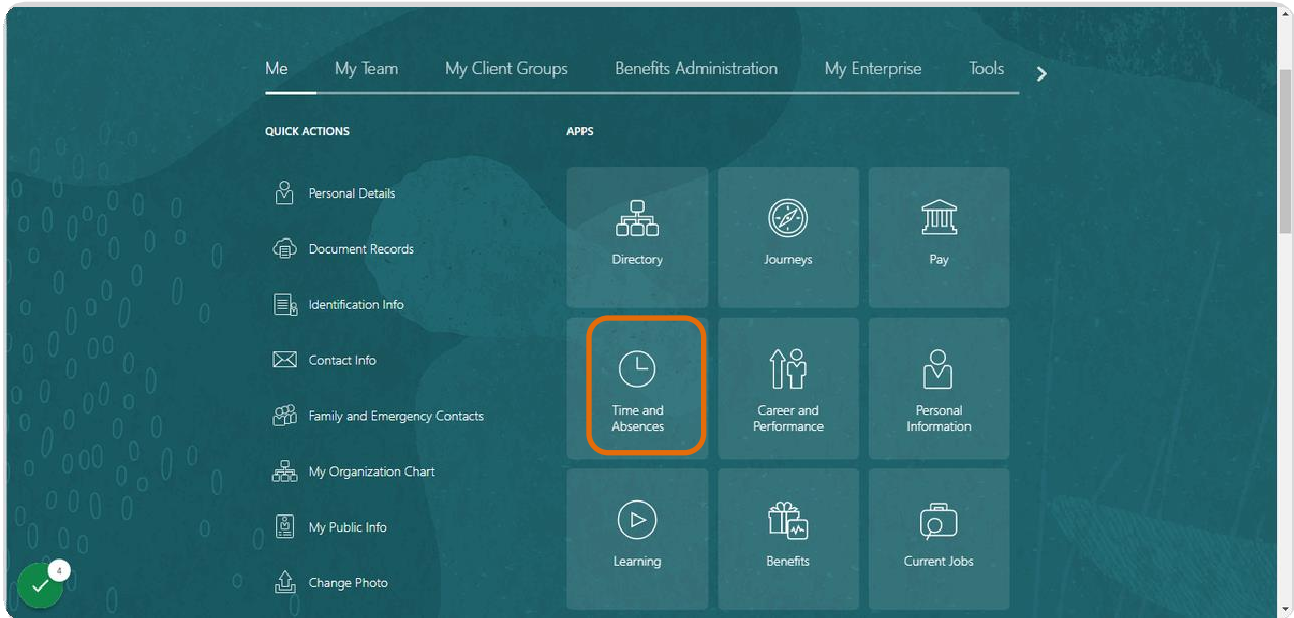 Me
My Team
My Client Groups
Benefits Administration
My Enterprise
Tools
QUICK ACTIONS
Personal Details
Document Records
Identification Info
Contact Info
Family and Emergency Contacts
My Organization Chart
My Public Info
Change Photo
APPS
Directory
Journeys
Pay
Time and
Absences
Career and
Performance
Personal
Information
Learning
Benefits
Current Jobs
4